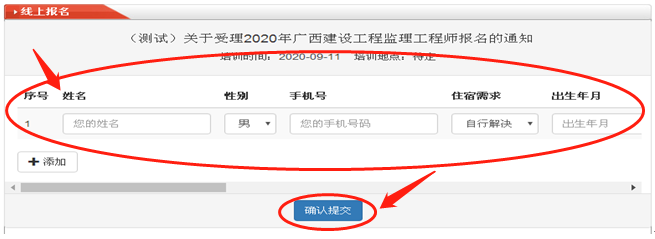 线上报名
（测试）关于受理2020年广西建设工程监理工程师报名的通知
培训时间：2020-09-11 培训地点：待定
序号 姓名 性别 手机号 住宿需求 出生年月
1 您的姓名 男 您的手机号码 自行解决 出生年月
添加
确认提交